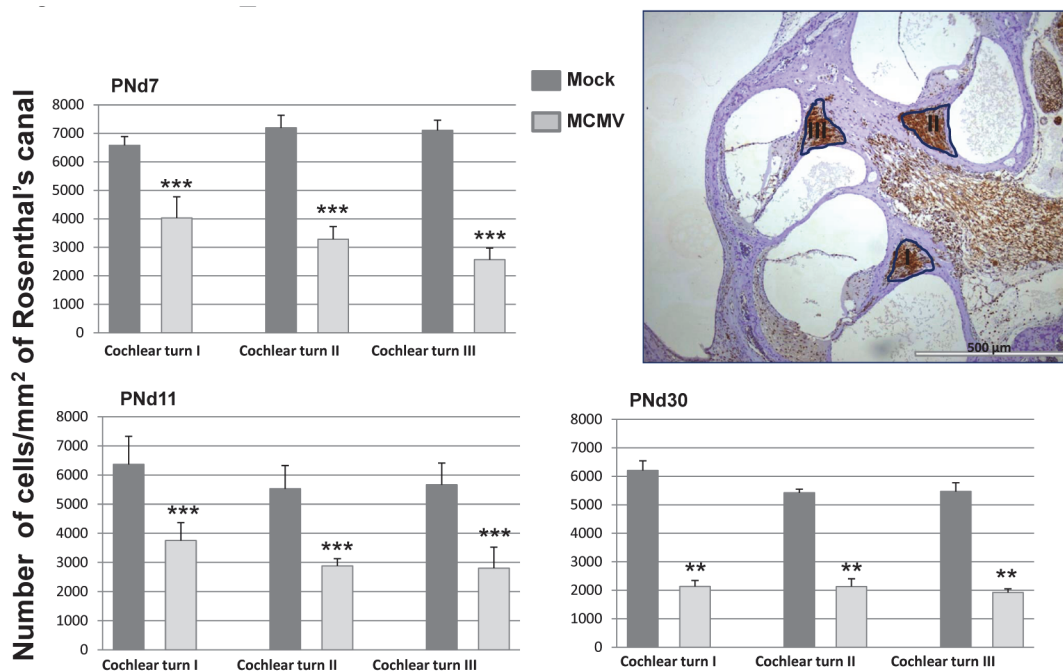 Number of cells/mm² of Rosenthal's canal
PNd7
Mock
MCMV
8000
7000
6000
5000
4000
3000
2000
1000
0
***
***
***
Cochlear turn I
Cochlear turn II
Cochlear turn III
III
II
I
500 µm
PNd11
8000
7000
6000
5000
4000
3000
2000
1000
0
***
***
***
Cochlear turn I
Cochlear turn II
Cochlear turn III
PNd30
8000
7000
6000
5000
4000
3000
2000
1000
0
**
**
**
Cochlear turn I
Cochlear turn II
Cochlear turn III